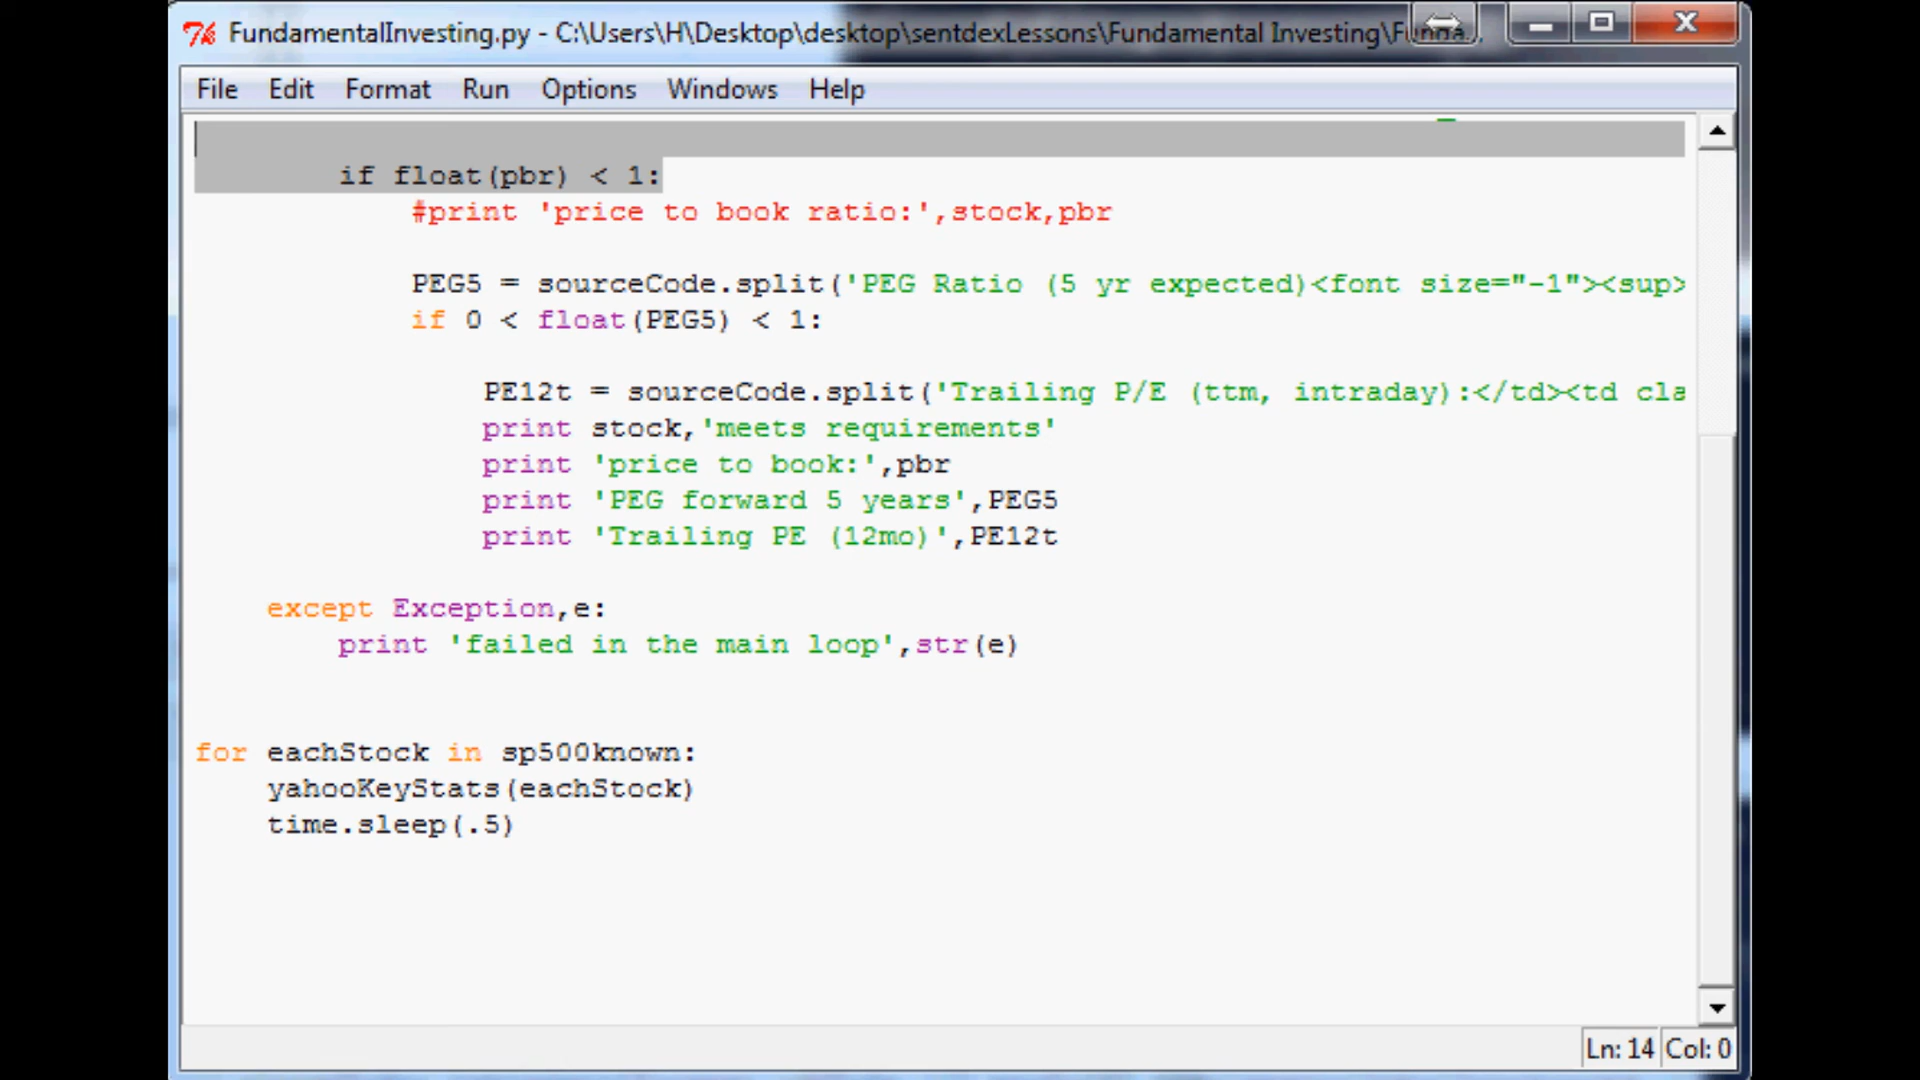 FundamentalInvesting.py - C:\Users\H\Desktop\desktop\sentdexLessons\Fundamental Investing\Funda...
File Edit Format Run Options Windows Help
if float(pbr) < 1:
#print 'price to book ratio:',stock,pbr
PEG5 = sourceCode.split('PEG Ratio (5 yr expected)<font size="-1"><sup>
if 0 < float(PEG5) < 1:
PE12t = sourceCode.split('Trailing P/E (ttm, intraday):</td><td cla
print stock,'meets requirements'
print 'price to book:',pbr
print 'PEG forward 5 years',PEG5
print 'Trailing PE (12mo)',PE12t
except Exception,e:
print 'failed in the main loop',str(e)
for eachStock in sp500known:
yahooKeyStats(eachStock)
time.sleep(.5)
Ln: 14 Col: 0